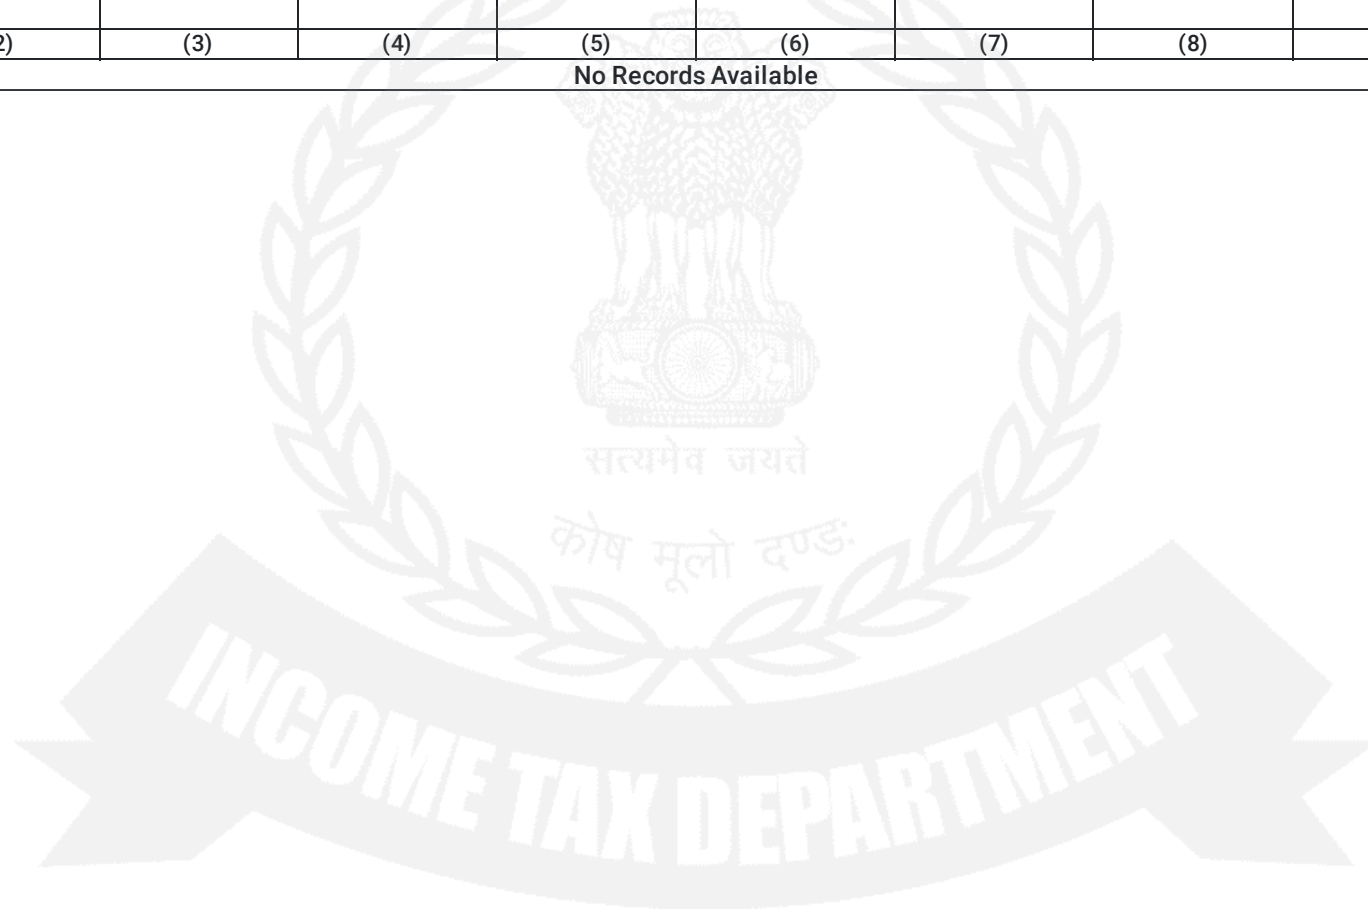 2) (3) (4) (5) (6) (7) (8)
No Records Available
सत्यमेव जयते
कोष मूलो दण्डः
INCOME TAX DEPARTMENT